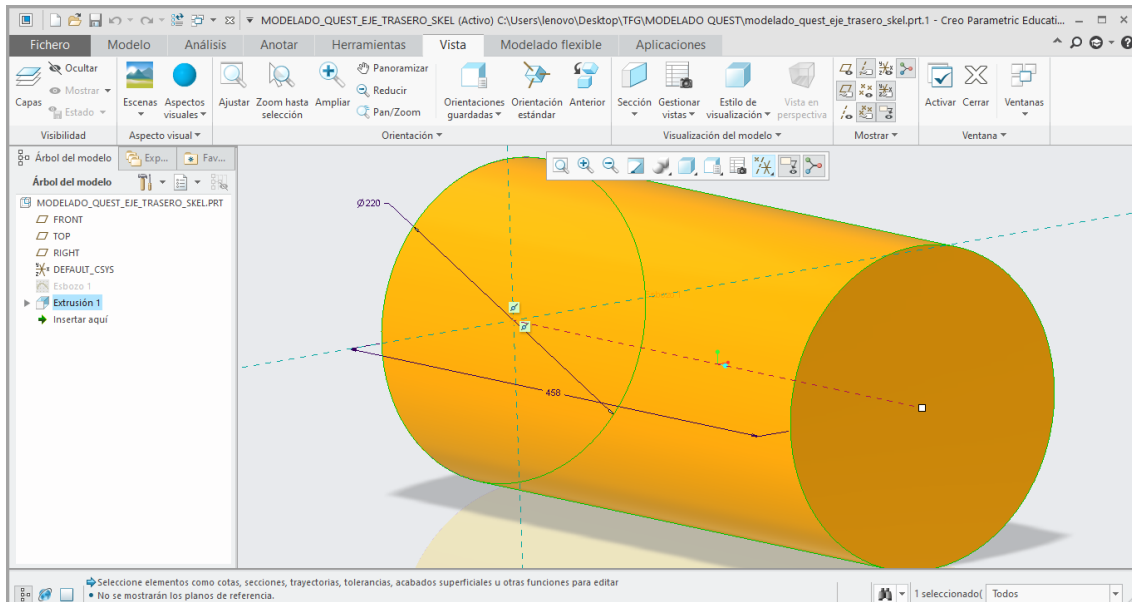 MODELADO_QUEST_EJE_TRASERO_SKEL (Activo) C:\Users\lenovo\Desktop\TFG\MODELADO QUEST\modelado_quest_eje_trasero_skel.prt.1 - Creo Parametric Educati...
Fichero Modelo Análisis Anotar Herramientas Vista Modelado flexible Aplicaciones
Ocultar
Mostrar
Estado
Capas
Escenas
Aspectos visuales
Ajustar
Zoom hasta selección
Ampliar
Panoramizar
Reducir
Pan/Zoom
Orientaciones guardadas
Orientación estándar
Anterior
Sección
Gestionar vistas
Estilo de visualización
Vista en perspectiva
Activar
Cerrar
Ventanas
Visibilidad Aspecto visual Orientación Visualización del modelo Mostrar Ventana
Árbol del modelo Exp... Fav...
Árbol del modelo
MODELADO_QUEST_EJE_TRASERO_SKEL.PRT
FRONT
TOP
RIGHT
DEFAULT_CSYS
Esbozo 1
Extrusión 1
Insertar aquí
Ø220
458
Seleccione elementos como cotas, secciones, trayectorias, tolerancias, acabados superficiales u otras funciones para editar
• No se mostrarán los planos de referencia.
1 seleccionado( Todos